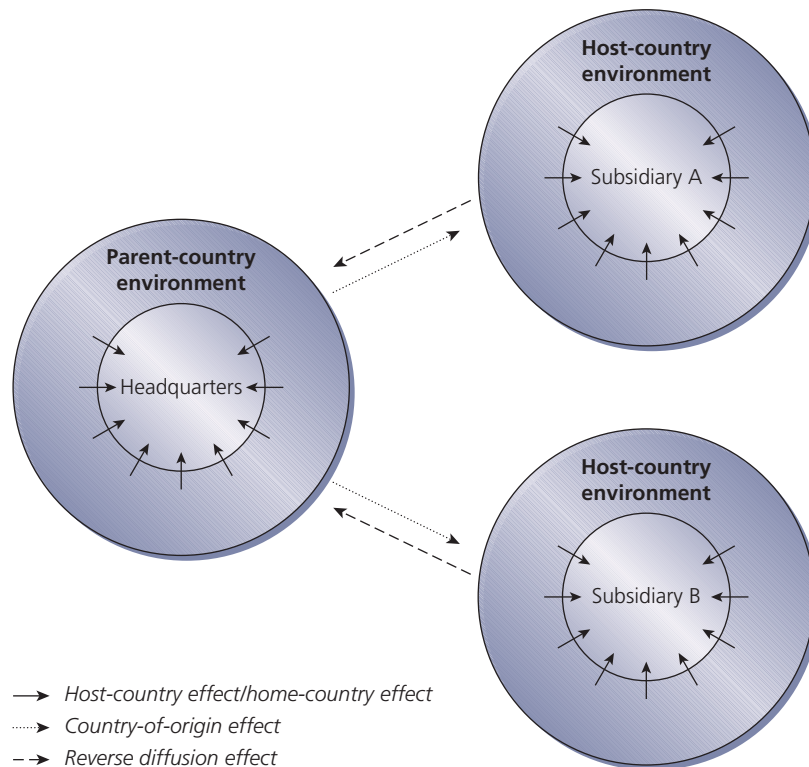 Host-country
environment
Subsidiary A
Parent-country
environment
Headquarters
Host-country
environment
Subsidiary B
Host-country effect/home-country effect
Country-of-origin effect
Reverse diffusion effect